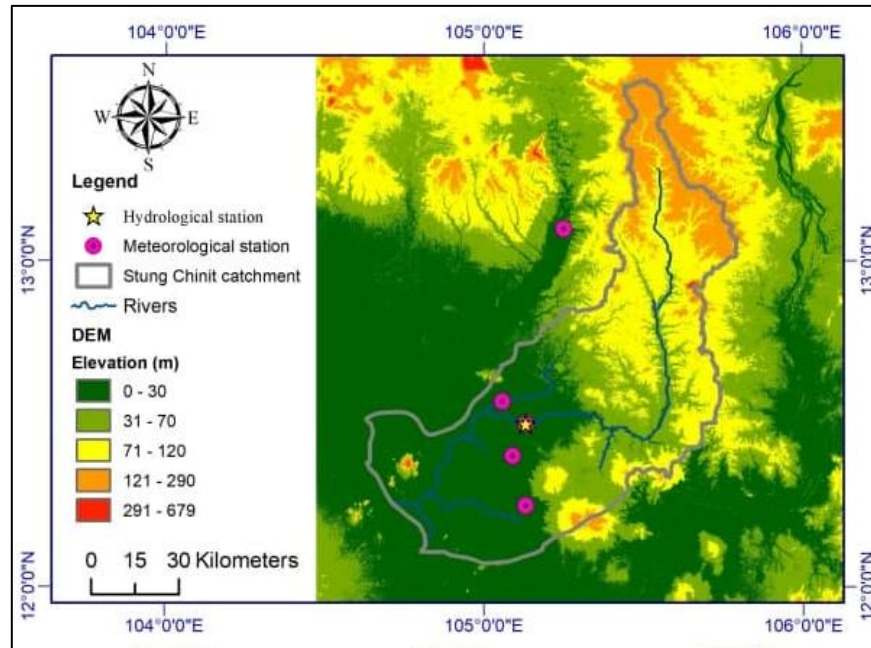 104°0'0"E 105°0'0"E 106°0'0"E
N
W E
S
Legend
Hydrological station
Meteorological station
Stung Chinit catchment
Rivers
DEM
Elevation (m)
0 - 30
31 - 70
71 - 120
121 - 290
291 - 679
0 15 30 Kilometers
13°0'0"N 13°0'0"N
12°0'0"N 12°0'0"N
104°0'0"E 105°0'0"E 106°0'0"E